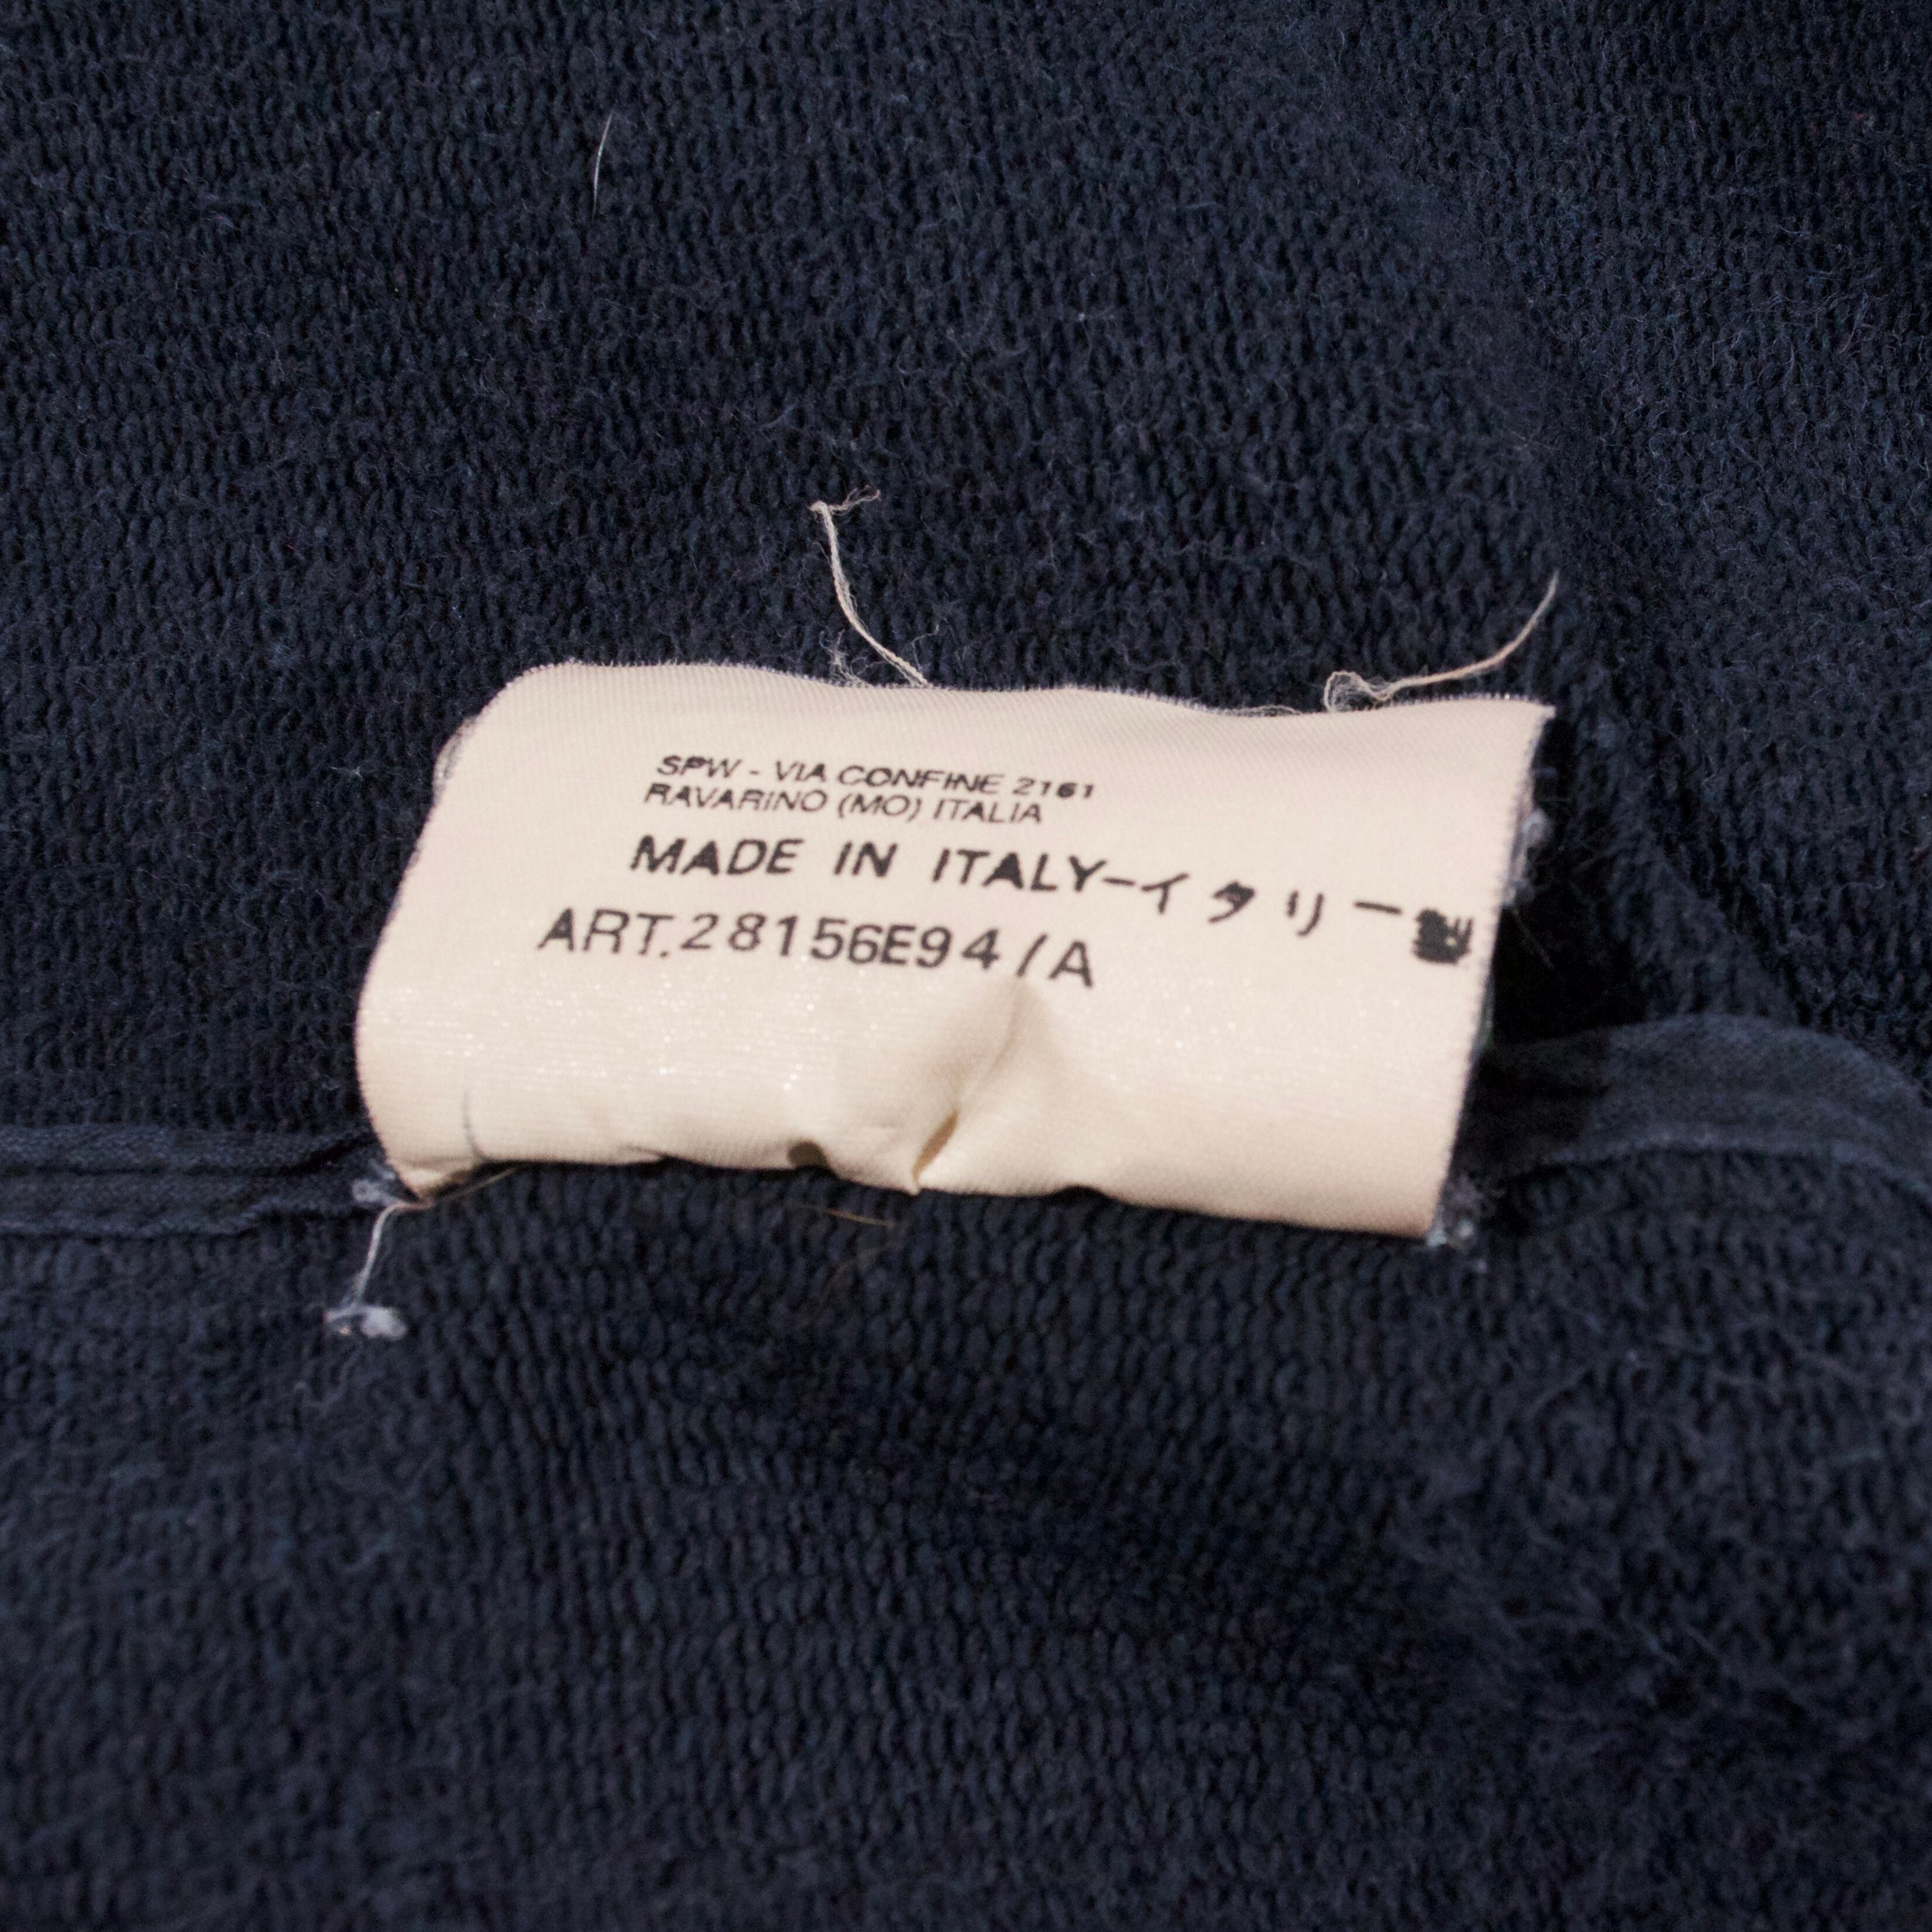 SPW - VIA CONFINE 2161
RAVARINO (MO) ITALIA
MADE IN ITALY-イタリー製
ART.28156E94/A